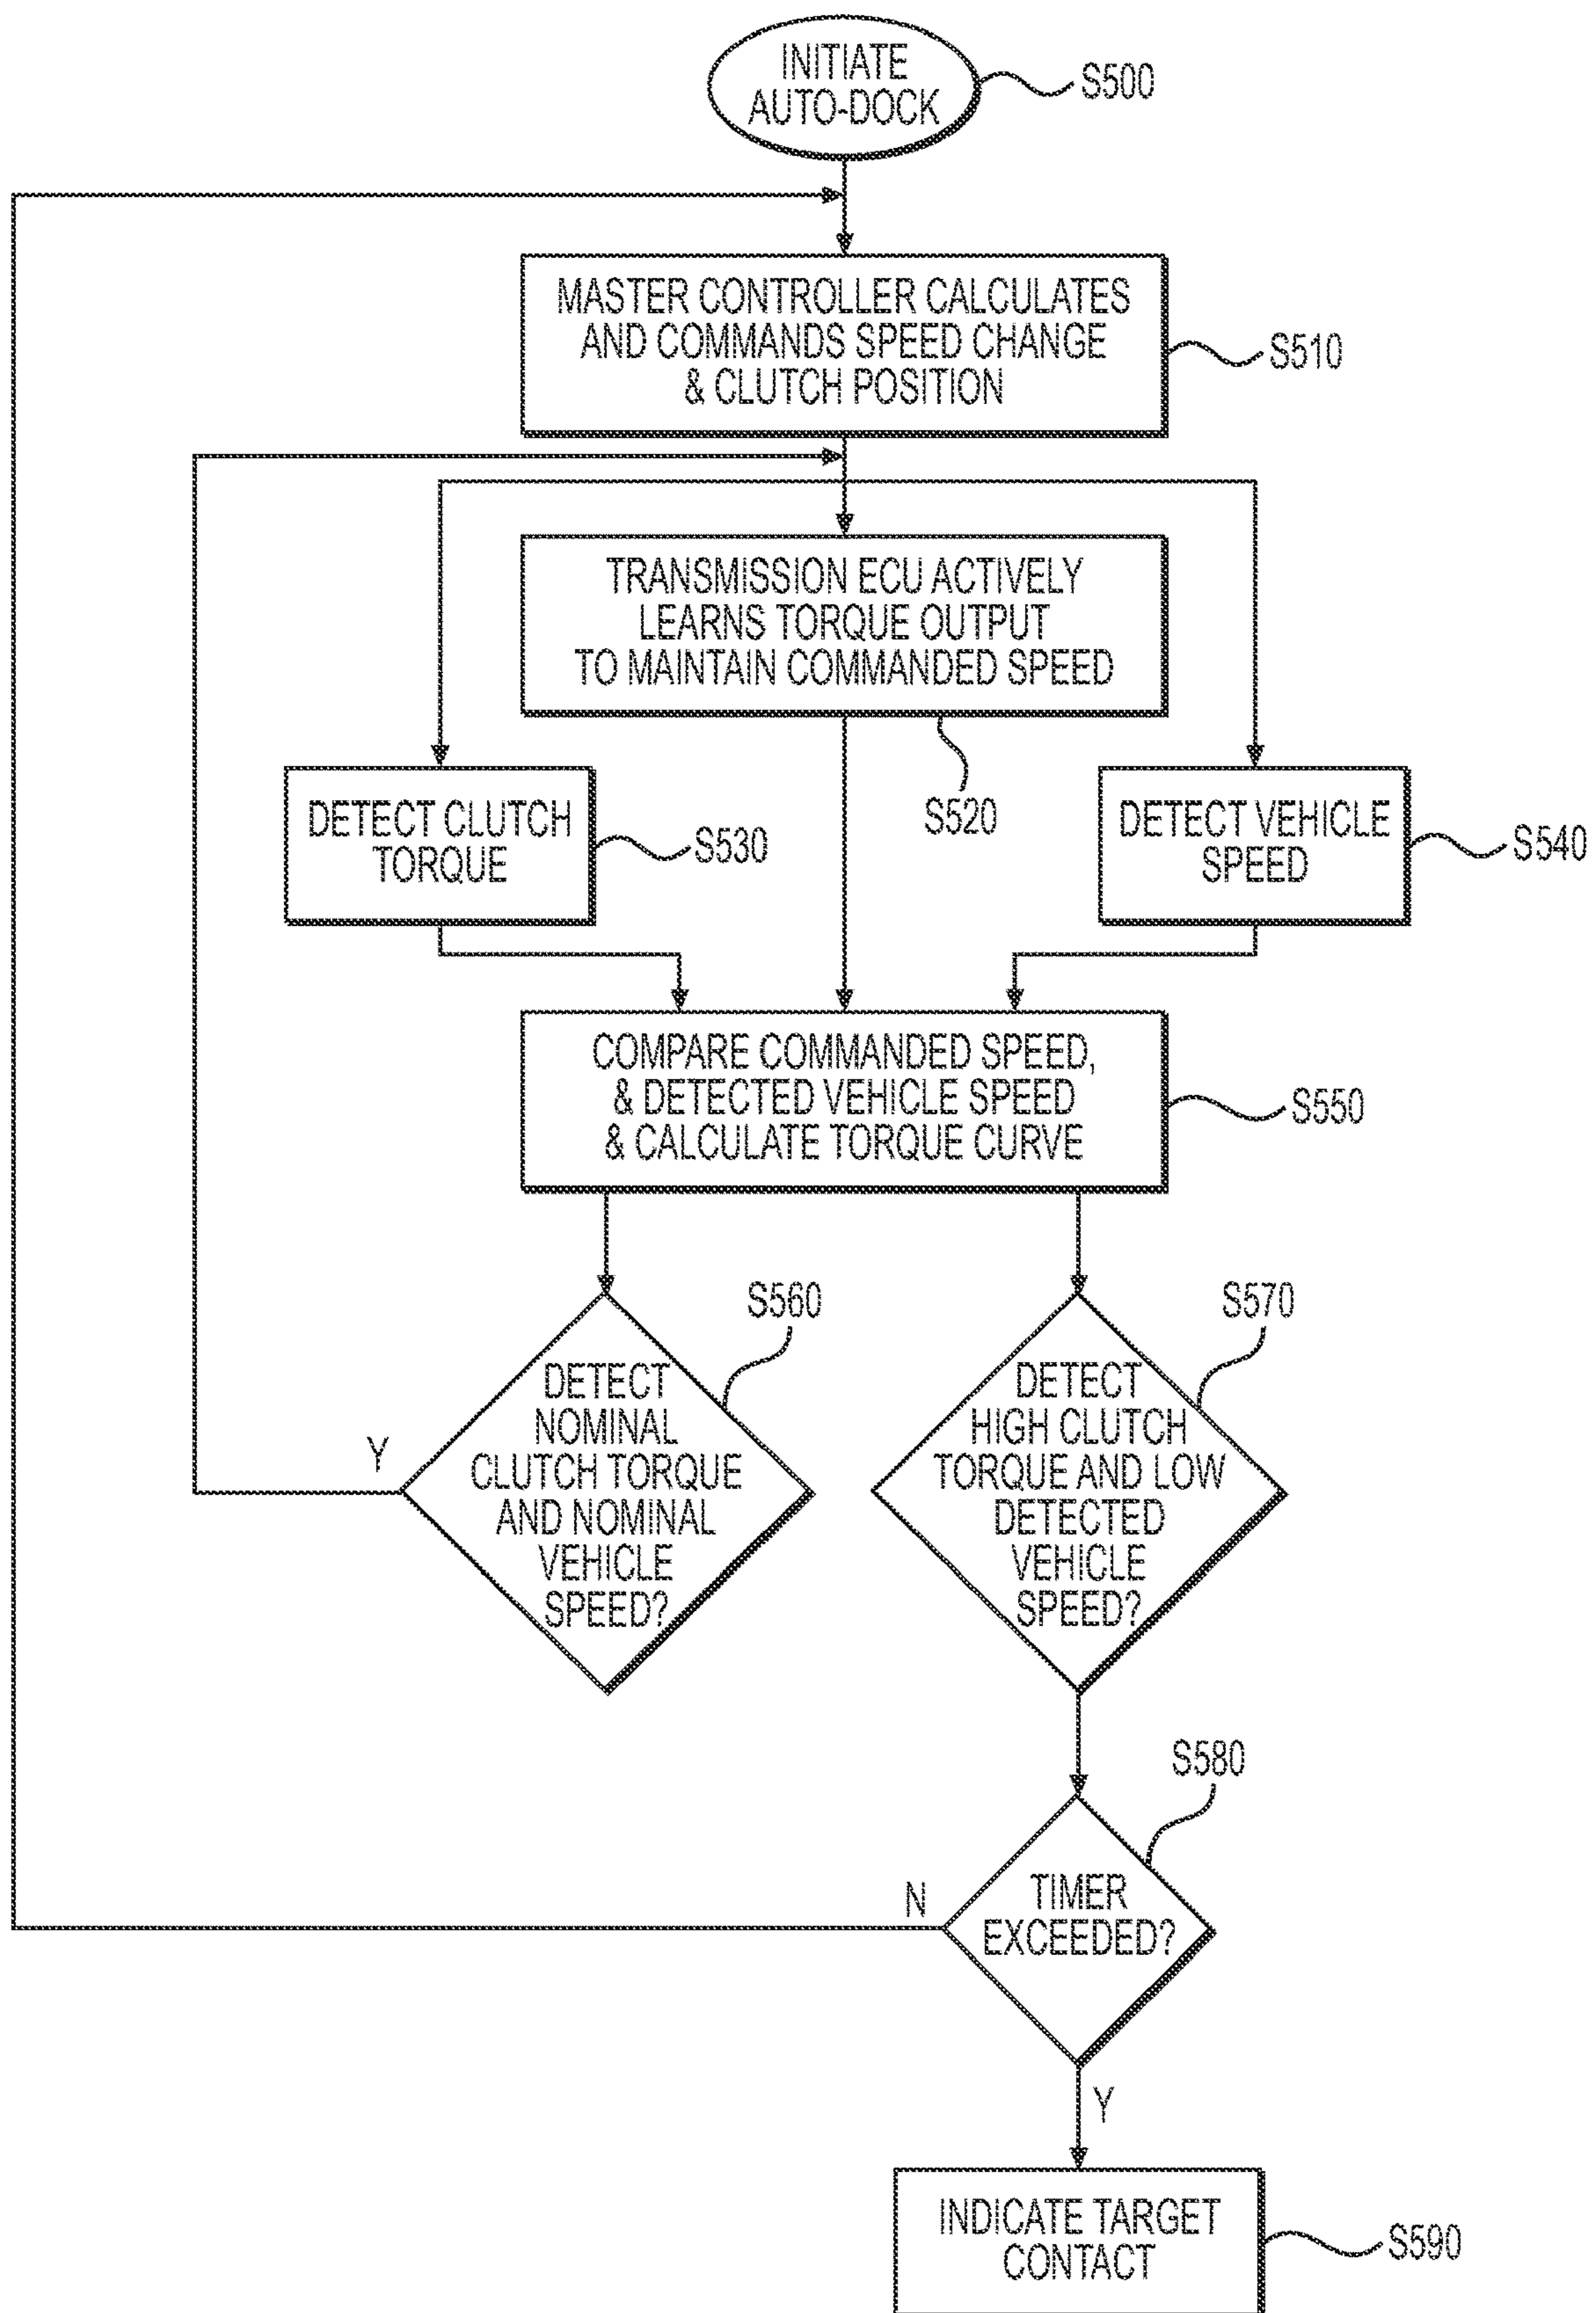 INITIATE
AUTO-DOCK
S500
MASTER CONTROLLER CALCULATES
AND COMMANDS SPEED CHANGE
& CLUTCH POSITION
S510
TRANSMISSION ECU ACTIVELY
LEARNS TORQUE OUTPUT
TO MAINTAIN COMMANDED SPEED
S520
DETECT CLUTCH
TORQUE
S530
DETECT VEHICLE
SPEED
S540
COMPARE COMMANDED SPEED,
& DETECTED VEHICLE SPEED
& CALCULATE TORQUE CURVE
S550
S560
DETECT
NOMINAL
CLUTCH TORQUE
AND NOMINAL
VEHICLE
SPEED?
Y
S570
DETECT
HIGH CLUTCH
TORQUE AND LOW
DETECTED
VEHICLE
SPEED?
S580
TIMER
EXCEEDED?
N
Y
INDICATE TARGET
CONTACT
S590